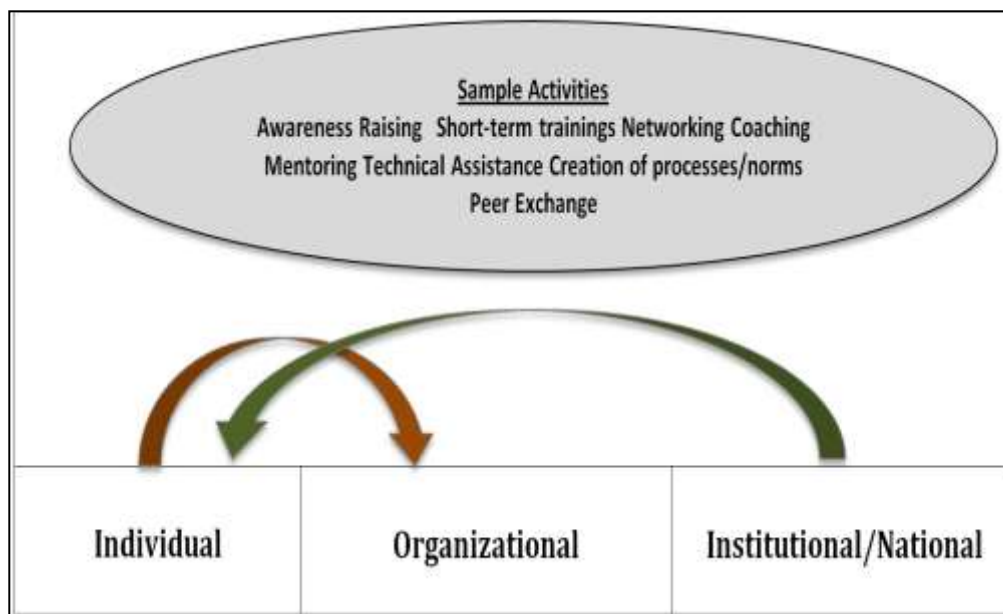 Sample Activities
Awareness Raising Short-term trainings Networking Coaching
Mentoring Technical Assistance Creation of processes/norms
Peer Exchange
Individual
Organizational
Institutional/National